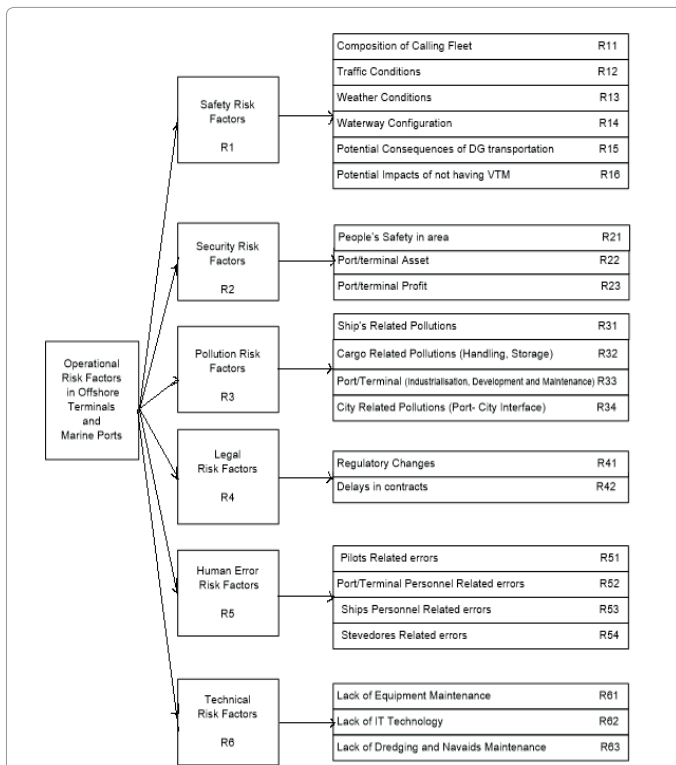 Operational
Risk Factors
in Offshore
Terminals
and
Marine Ports
Safety Risk
Factors
R1
Composition of Calling Fleet R11
Traffic Conditions R12
Weather Conditions R13
Waterway Configuration R14
Potential Consequences of DG transportation R15
Potential Impacts of not having VTM R16
Security Risk
Factors
R2
People's Safety in area R21
Port/terminal Asset R22
Port/terminal Profit R23
Pollution Risk
Factors
R3
Ship's Related Pollutions R31
Cargo Related Pollutions (Handling, Storage) R32
Port/Terminal (Industrialisation, Development and Maintenance) R33
City Related Pollutions (Port- City Interface) R34
Legal
Risk Factors
R4
Regulatory Changes R41
Delays in contracts R42
Human Error
Risk Factors
R5
Pilots Related errors R51
Port/Terminal Personnel Related errors R52
Ships Personnel Related errors R53
Stevedores Related errors R54
Technical
Risk Factors
R6
Lack of Equipment Maintenance R61
Lack of IT Technology R62
Lack of Dredging and Navaids Maintenance R63